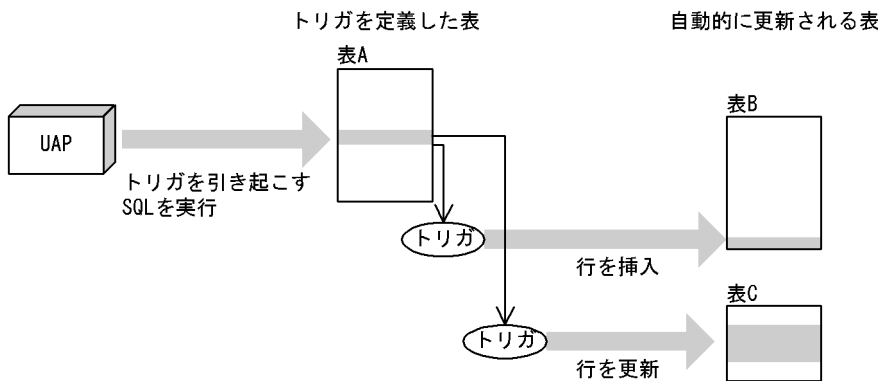 トリガを定義した表
自動的に更新される表
表A
表B
UAP
トリガを引き起こす
SQLを実行
トリガ
行を挿入
表C
トリガ
行を更新